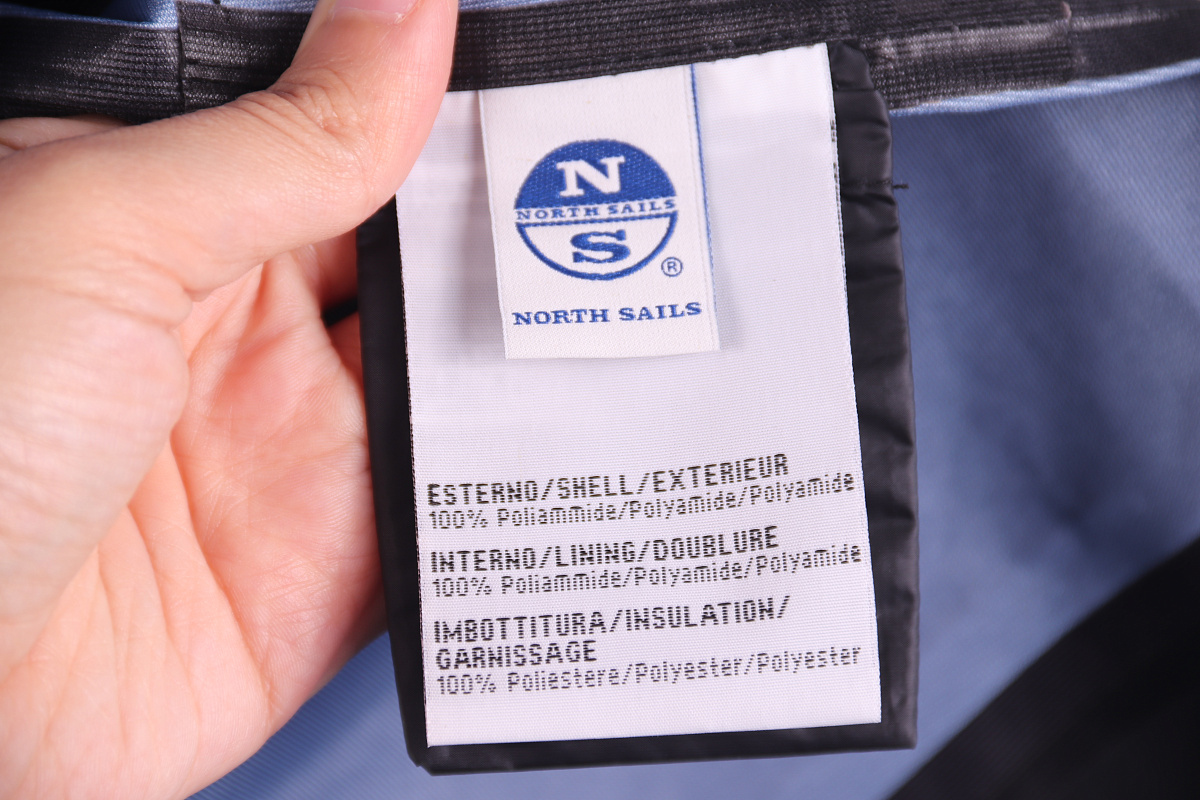 N
NORTH SAILS
S
®
NORTH SAILS
ESTERNO/SHELL/EXTERIEUR
100% Poliammide/Polyamide/Polyamide
INTERNO/LINING/DOUBLURE
100% Poliammide/Polyamide/Polyamide
IMBOTTITURA/INSULATION/
GARNISSAGE
100% Poliestere/Polyester/Polyester